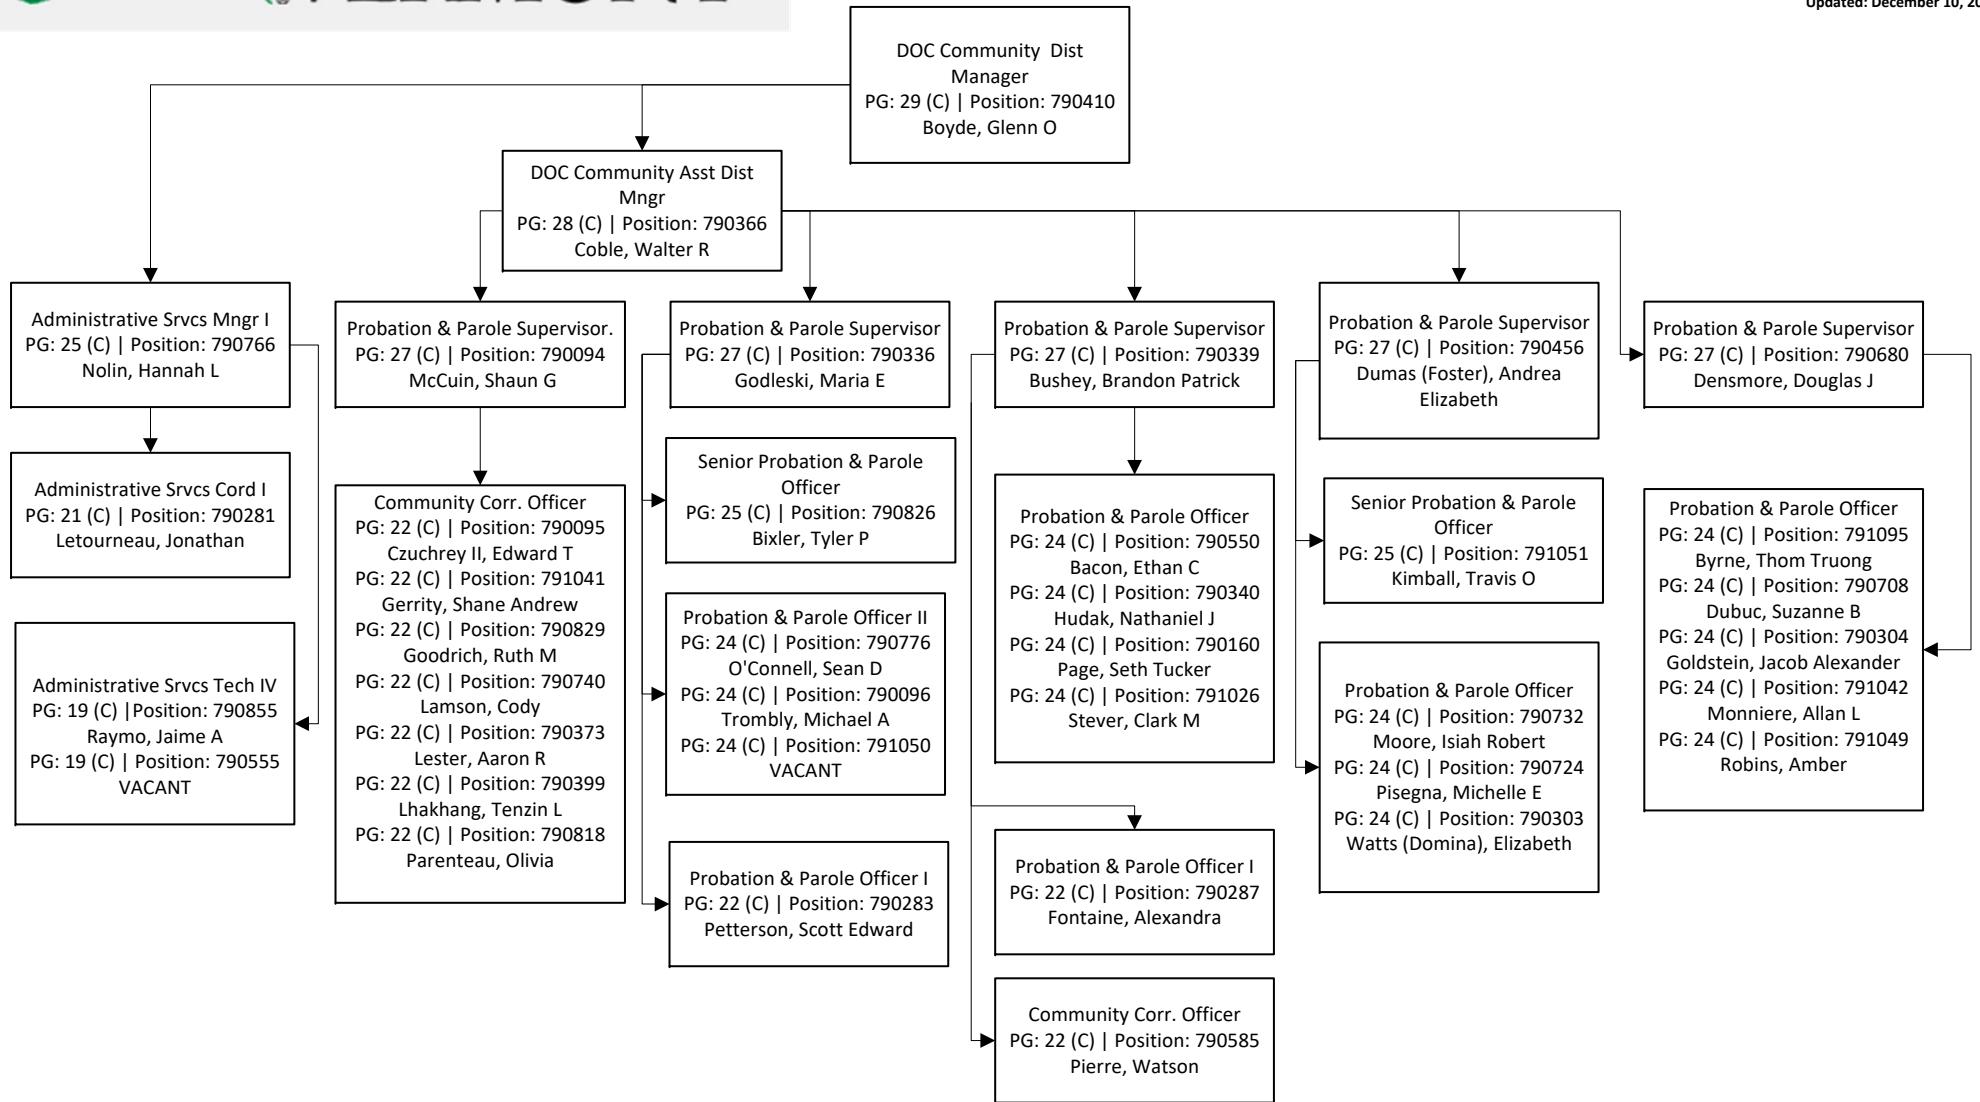 Updated: December 10, 20
DOC Community Dist
Manager
PG: 29 (C) | Position: 790410
Boyde, Glenn O
DOC Community Asst Dist
Mngr
PG: 28 (C) | Position: 790366
Coble, Walter R
Administrative Srvcs Mngr I
PG: 25 (C) | Position: 790766
Nolin, Hannah L
Probation & Parole Supervisor.
PG: 27 (C) | Position: 790094
McCuin, Shaun G
Probation & Parole Supervisor
PG: 27 (C) | Position: 790336
Godleski, Maria E
Probation & Parole Supervisor
PG: 27 (C) | Position: 790339
Bushey, Brandon Patrick
Probation & Parole Supervisor
PG: 27 (C) | Position: 790456
Dumas (Foster), Andrea
Elizabeth
Probation & Parole Supervisor
PG: 27 (C) | Position: 790680
Densmore, Douglas J
Administrative Srvcs Cord I
PG: 21 (C) | Position: 790281
Letourneau, Jonathan
Administrative Srvcs Tech IV
PG: 19 (C) |Position: 790855
Raymo, Jaime A
PG: 19 (C) | Position: 790555
VACANT
Community Corr. Officer
PG: 22 (C) | Position: 790095
Czuchrey II, Edward T
PG: 22 (C) | Position: 791041
Gerrity, Shane Andrew
PG: 22 (C) | Position: 790829
Goodrich, Ruth M
PG: 22 (C) | Position: 790740
Lamson, Cody
PG: 22 (C) | Position: 790373
Lester, Aaron R
PG: 22 (C) | Position: 790399
Lhakhang, Tenzin L
PG: 22 (C) | Position: 790818
Parenteau, Olivia
Senior Probation & Parole
Officer
PG: 25 (C) | Position: 790826
Bixler, Tyler P
Probation & Parole Officer II
PG: 24 (C) | Position: 790776
O'Connell, Sean D
PG: 24 (C) | Position: 790096
Trombly, Michael A
PG: 24 (C) | Position: 791050
VACANT
Probation & Parole Officer I
PG: 22 (C) | Position: 790283
Petterson, Scott Edward
Probation & Parole Officer
PG: 24 (C) | Position: 790550
Bacon, Ethan C
PG: 24 (C) | Position: 790340
Hudak, Nathaniel J
PG: 24 (C) | Position: 790160
Page, Seth Tucker
PG: 24 (C) | Position: 791026
Stever, Clark M
Probation & Parole Officer I
PG: 22 (C) | Position: 790287
Fontaine, Alexandra
Community Corr. Officer
PG: 22 (C) | Position: 790585
Pierre, Watson
Senior Probation & Parole
Officer
PG: 25 (C) | Position: 791051
Kimball, Travis O
Probation & Parole Officer
PG: 24 (C) | Position: 790732
Moore, Isiah Robert
PG: 24 (C) | Position: 790724
Pisegna, Michelle E
PG: 24 (C) | Position: 790303
Watts (Domina), Elizabeth
Probation & Parole Officer
PG: 24 (C) | Position: 791095
Byrne, Thom Truong
PG: 24 (C) | Position: 790708
Dubuc, Suzanne B
PG: 24 (C) | Position: 790304
Goldstein, Jacob Alexander
PG: 24 (C) | Position: 791042
Monniere, Allan L
PG: 24 (C) | Position: 791049
Robins, Amber